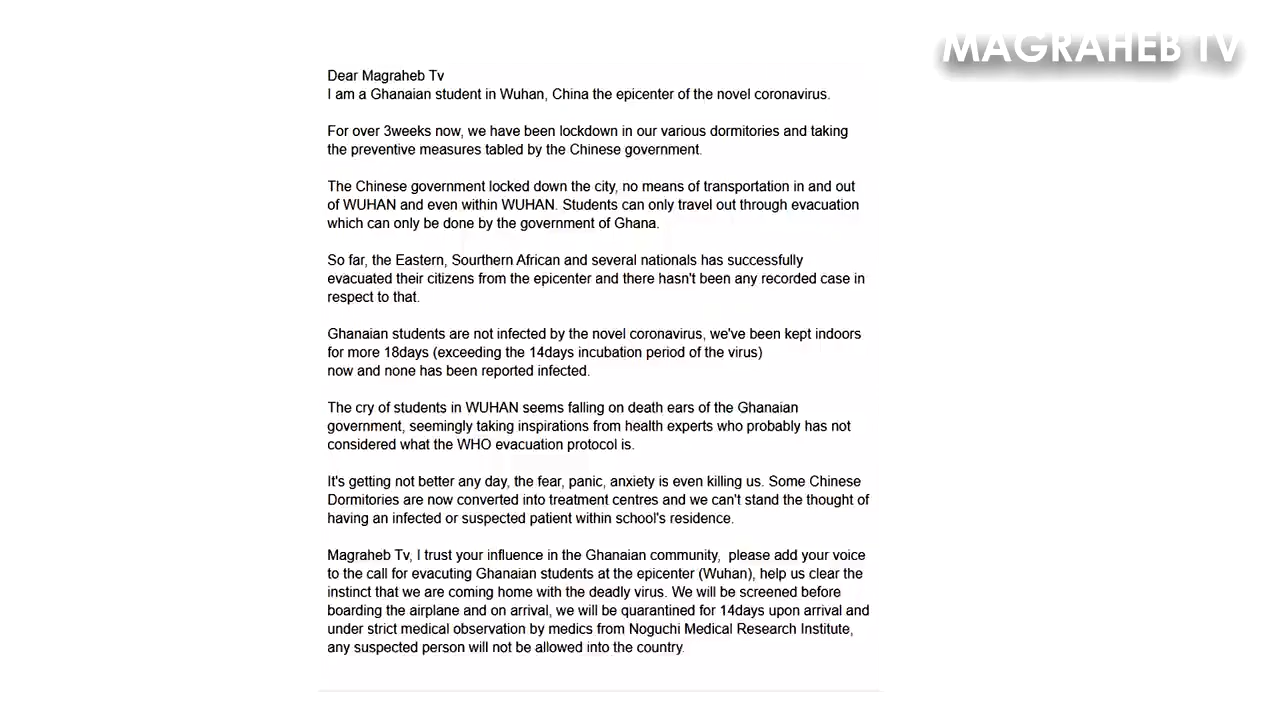 MAGRAHEB TV
Dear Magraheb Tv
I am a Ghanaian student in Wuhan, China the epicenter of the novel coronavirus.
For over 3weeks now, we have been lockdown in our various dormitories and taking
the preventive measures tabled by the Chinese government.
The Chinese government locked down the city, no means of transportation in and out
of WUHAN and even within WUHAN. Students can only travel out through evacuation
which can only be done by the government of Ghana.
So far, the Eastern, Sourthern African and several nationals has successfully
evacuated their citizens from the epicenter and there hasn't been any recorded case in
respect to that.
Ghanaian students are not infected by the novel coronavirus, we've been kept indoors
for more 18days (exceeding the 14days incubation period of the virus)
now and none has been reported infected.
The cry of students in WUHAN seems falling on death ears of the Ghanaian
government, seemingly taking inspirations from health experts who probably has not
considered what the WHO evacuation protocol is.
It's getting not better any day, the fear, panic, anxiety is even killing us. Some Chinese
Dormitories are now converted into treatment centres and we can't stand the thought of
having an infected or suspected patient within school's residence.
Magraheb Tv, I trust your influence in the Ghanaian community,  please add your voice
to the call for evacuting Ghanaian students at the epicenter (Wuhan), help us clear the
instinct that we are coming home with the deadly virus. We will be screened before
boarding the airplane and on arrival, we will be quarantined for 14days upon arrival and
under strict medical observation by medics from Noguchi Medical Research Institute,
any suspected person will not be allowed into the country.